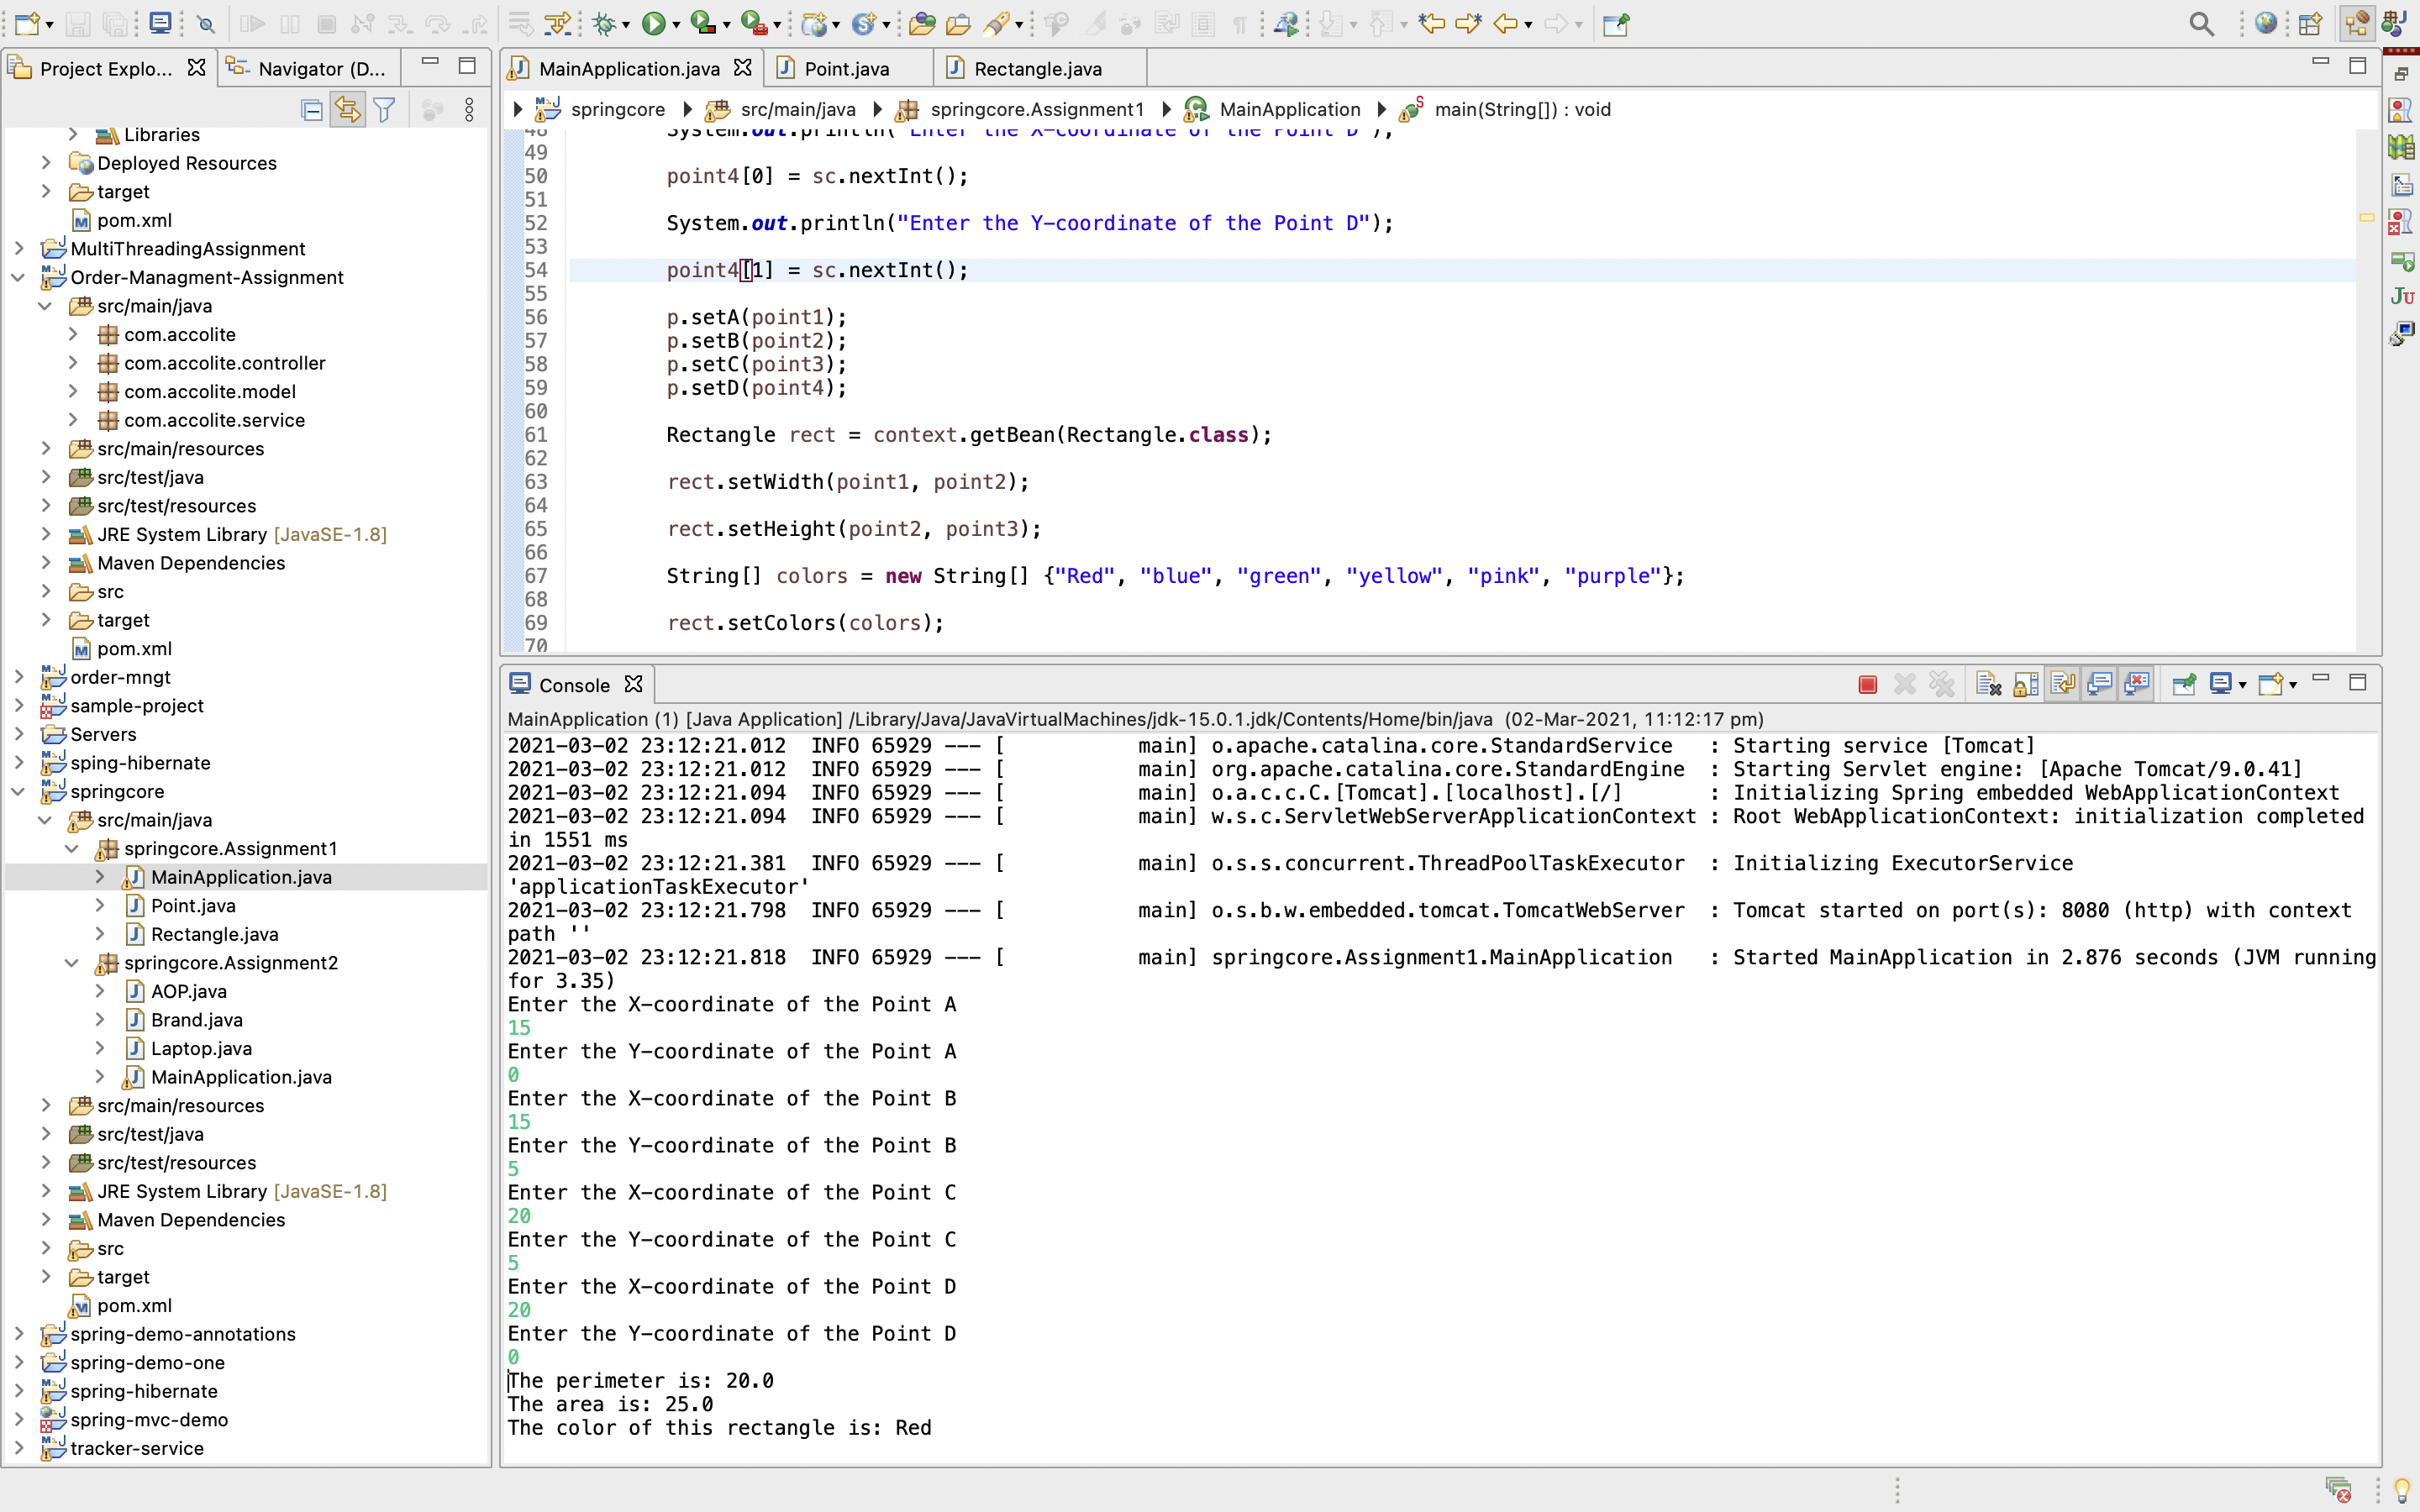 Project Explo...
Navigator (D...
Libraries
Deployed Resources
target
pom.xml
MultiThreadingAssignment
Order-Managment-Assignment
src/main/java
com.accolite
com.accolite.controller
com.accolite.model
com.accolite.service
src/main/resources
src/test/java
src/test/resources
JRE System Library [JavaSE-1.8]
Maven Dependencies
src
target
pom.xml
order-mngt
sample-project
Servers
sping-hibernate
springcore
src/main/java
springcore.Assignment1
MainApplication.java
Point.java
Rectangle.java
springcore.Assignment2
AOP.java
Brand.java
Laptop.java
MainApplication.java
src/main/resources
src/test/java
src/test/resources
JRE System Library [JavaSE-1.8]
Maven Dependencies
src
target
pom.xml
spring-demo-annotations
spring-demo-one
spring-hibernate
spring-mvc-demo
tracker-service
MainApplication.java
Point.java
Rectangle.java
springcore
src/main/java
springcore.Assignment1
MainApplication
main(String[]) : void
48 System.out.println("Enter the X-coordinate of the Point D");
49
50 point4[0] = sc.nextInt();
51
52 System.out.println("Enter the Y-coordinate of the Point D");
53
54 point4[1] = sc.nextInt();
55
56 p.setA(point1);
57 p.setB(point2);
58 p.setC(point3);
59 p.setD(point4);
60
61 Rectangle rect = context.getBean(Rectangle.class);
62
63 rect.setWidth(point1, point2);
64
65 rect.setHeight(point2, point3);
66
67 String[] colors = new String[] {"Red", "blue", "green", "yellow", "pink", "purple"};
68
69 rect.setColors(colors);
70
Console
MainApplication (1) [Java Application] /Library/Java/JavaVirtualMachines/jdk-15.0.1.jdk/Contents/Home/bin/java (02-Mar-2021, 11:12:17 pm)
2021-03-02 23:12:21.012 INFO 65929 --- [ main] o.apache.catalina.core.StandardService : Starting service [Tomcat]
2021-03-02 23:12:21.012 INFO 65929 --- [ main] org.apache.catalina.core.StandardEngine : Starting Servlet engine: [Apache Tomcat/9.0.41]
2021-03-02 23:12:21.094 INFO 65929 --- [ main] o.a.c.c.C.[Tomcat].[localhost].[/] : Initializing Spring embedded WebApplicationContext
2021-03-02 23:12:21.094 INFO 65929 --- [ main] w.s.c.ServletWebServerApplicationContext : Root WebApplicationContext: initialization completed
in 1551 ms
2021-03-02 23:12:21.381 INFO 65929 --- [ main] o.s.s.concurrent.ThreadPoolTaskExecutor : Initializing ExecutorService
'applicationTaskExecutor'
2021-03-02 23:12:21.798 INFO 65929 --- [ main] o.s.b.w.embedded.tomcat.TomcatWebServer : Tomcat started on port(s): 8080 (http) with context
path ''
2021-03-02 23:12:21.818 INFO 65929 --- [ main] springcore.Assignment1.MainApplication : Started MainApplication in 2.876 seconds (JVM running
for 3.35)
Enter the X-coordinate of the Point A
15
Enter the Y-coordinate of the Point A
0
Enter the X-coordinate of the Point B
15
Enter the Y-coordinate of the Point B
5
Enter the X-coordinate of the Point C
20
Enter the Y-coordinate of the Point C
5
Enter the X-coordinate of the Point D
20
Enter the Y-coordinate of the Point D
0
The perimeter is: 20.0
The area is: 25.0
The color of this rectangle is: Red